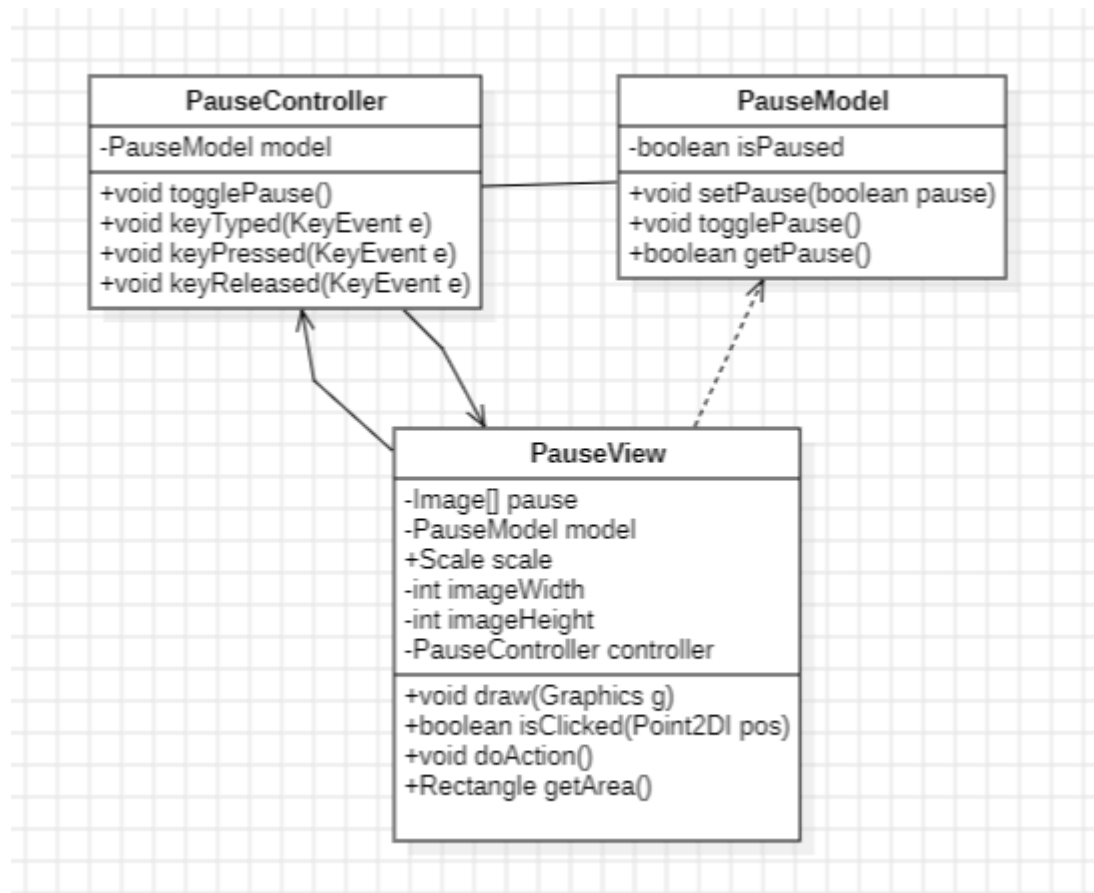 PauseController
-PauseModel model
+void togglePause()
+void keyTyped(KeyEvent e)
+void keyPressed(KeyEvent e)
+void keyReleased(KeyEvent e)
PauseModel
-boolean isPaused
+void setPause(boolean pause)
+void togglePause()
+boolean getPause()
PauseView
-Image[] pause
-PauseModel model
+Scale scale
-int imageWidth
-int imageHeight
-PauseController controller
+void draw(Graphics g)
+boolean isClicked(Point2DI pos)
+void doAction()
+Rectangle getArea()